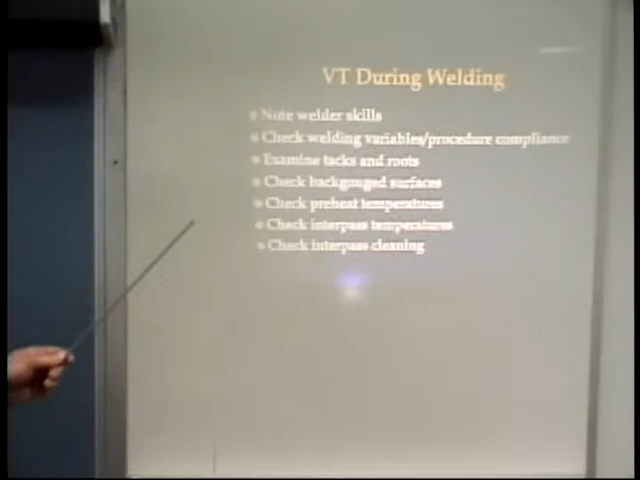 VT During Welding
Note welder skills
Check welding variables/procedure compliance
Examine tacks and roots
Check backgouged surfaces
Check preheat temperatures
Check interpass temperatures
Check interpass cleaning